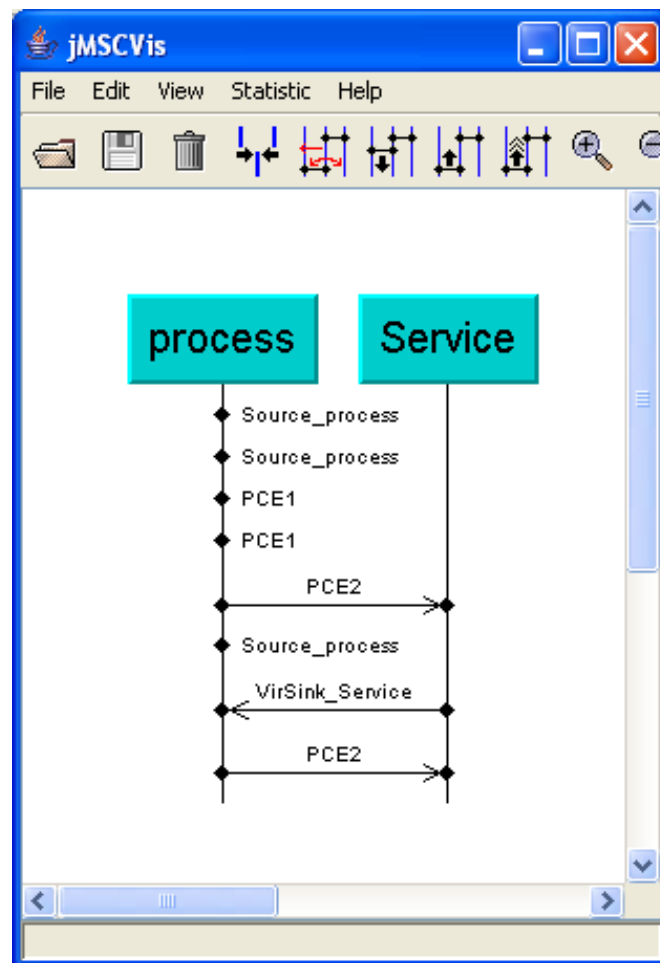 jMSCVis
File Edit View Statistic Help
process Service
Source_process
Source_process
PCE1
PCE1
PCE2
Source_process
VirSink_Service
PCE2